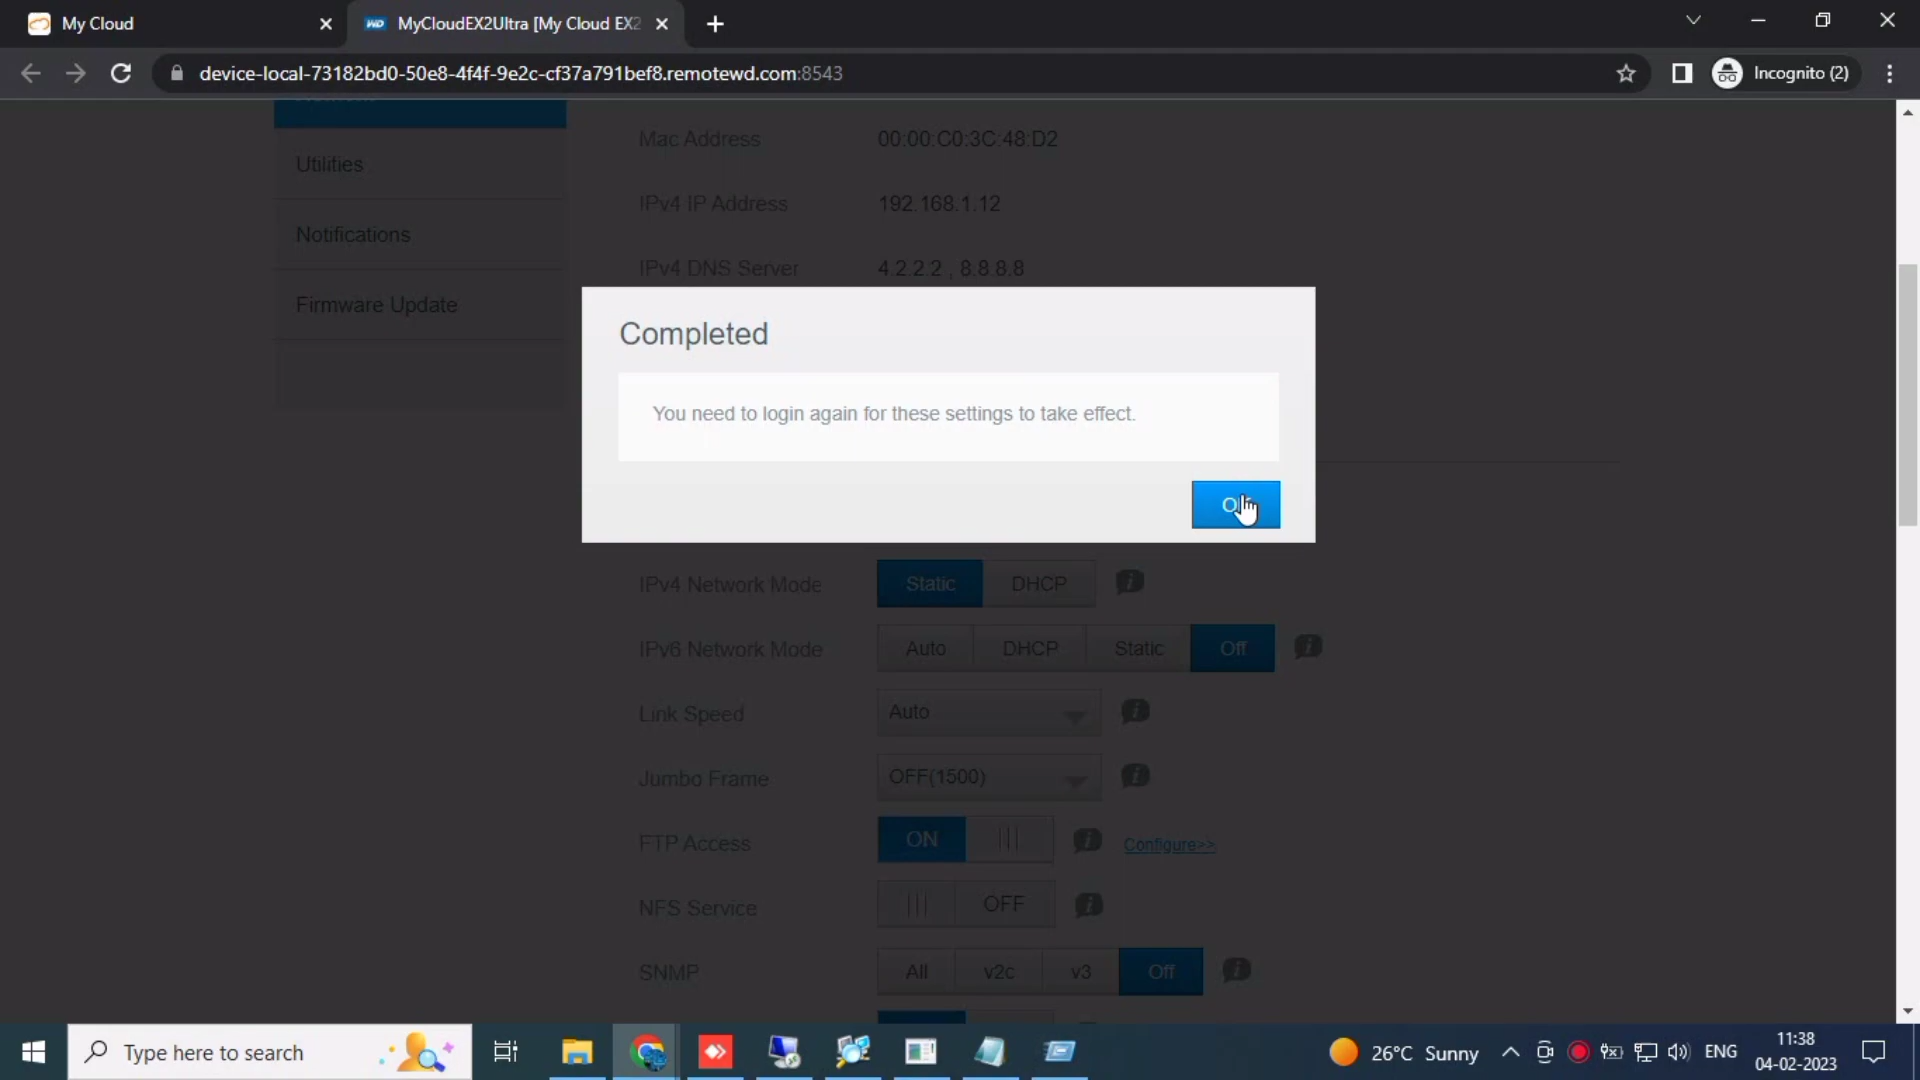 My Cloud
WD MyCloudEX2Ultra [My Cloud EX2
device-local-73182bd0-50e8-4f4f-9e2c-cf37a791bef8.remotewd.com:8543
Incognito (2)
Mac Address 00:00:C0:3C:48:D2
Utilities
IPv4 IP Address 192.168.1.12
Notifications
IPv4 DNS Server 4.2.2.2 , 8.8.8.8
Firmware Update
Completed
You need to login again for these settings to take effect.
IPv4 Network Mode Static DHCP
IPv6 Network Mode Auto DHCP Static Off
Link Speed Auto
Jumbo Frame OFF(1500)
FTP Access ON Configure>>
NFS Service OFF
SNMP All v2c v3 Off
Type here to search
26°C Sunny
ENG
11:38
04-02-2023